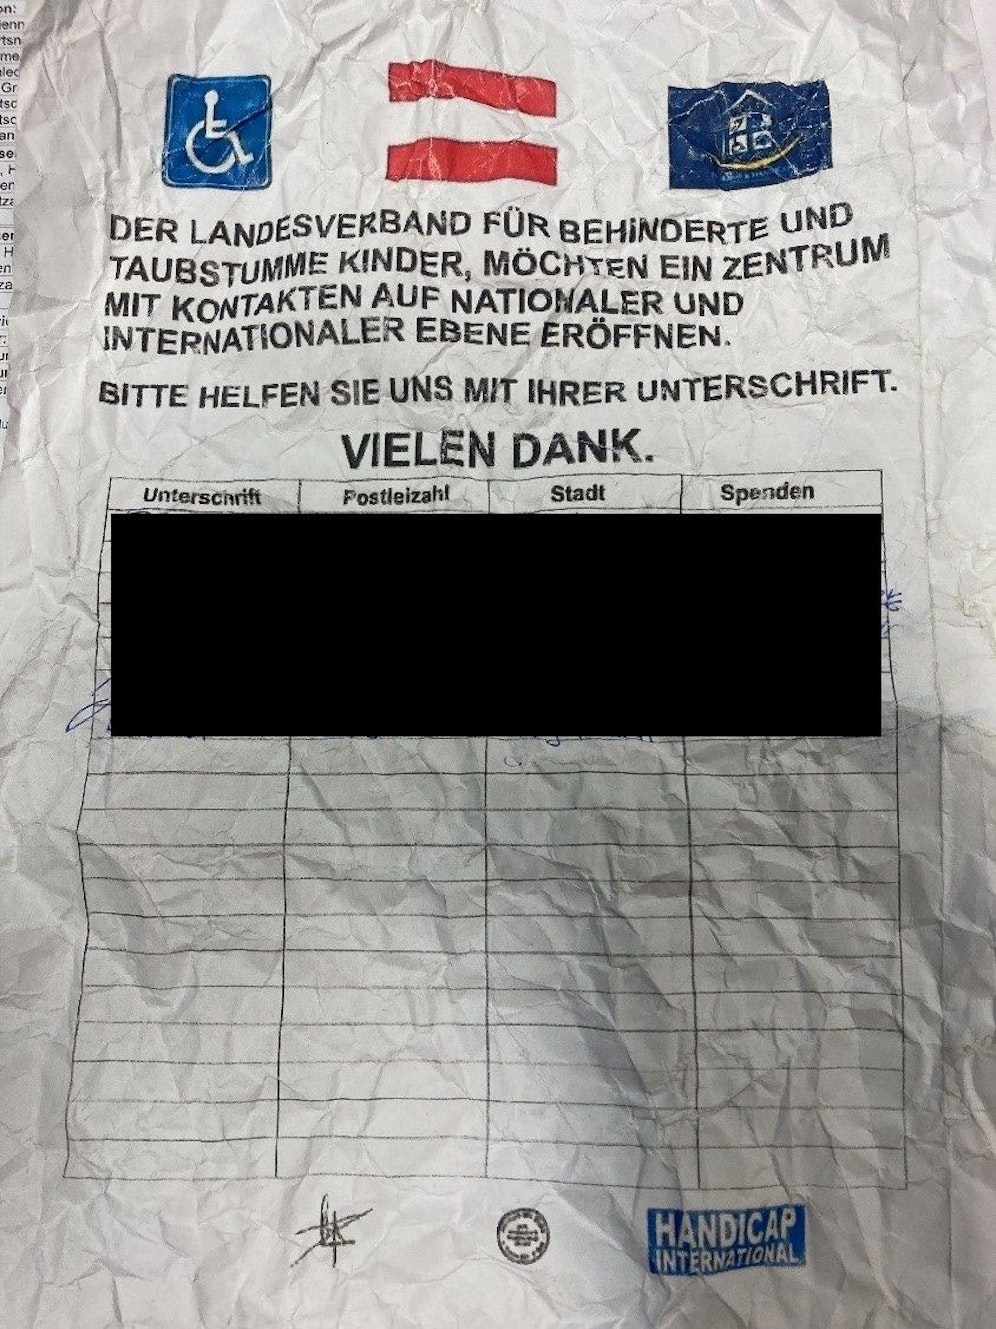 DER LANDESVERBAND FÜR BEHINDERTE UND
TAUBSTUMME KINDER, MÖCHTEN EIN ZENTRUM
MIT KONTAKTEN AUF NATIONALER UND
INTERNATIONALER EBENE ERÖFFNEN.
BITTE HELFEN SIE UNS MIT IHRER UNTERSCHRIFT.
VIELEN DANK.
Unterschrift Postleizahl Stadt Spenden
HANDICAP
INTERNATIONAL